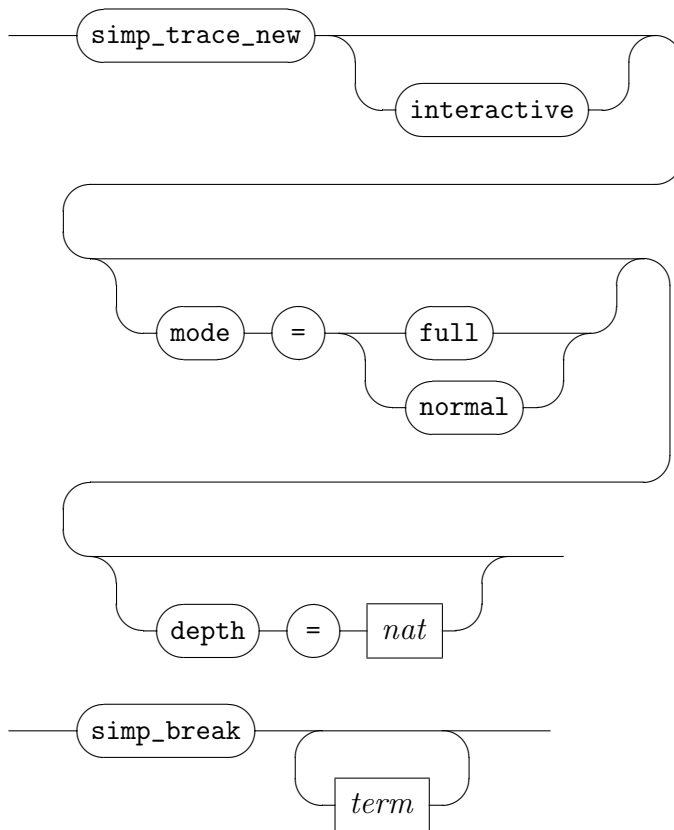 simp_trace_new
interactive
mode = full
normal
depth = nat
simp_break
term